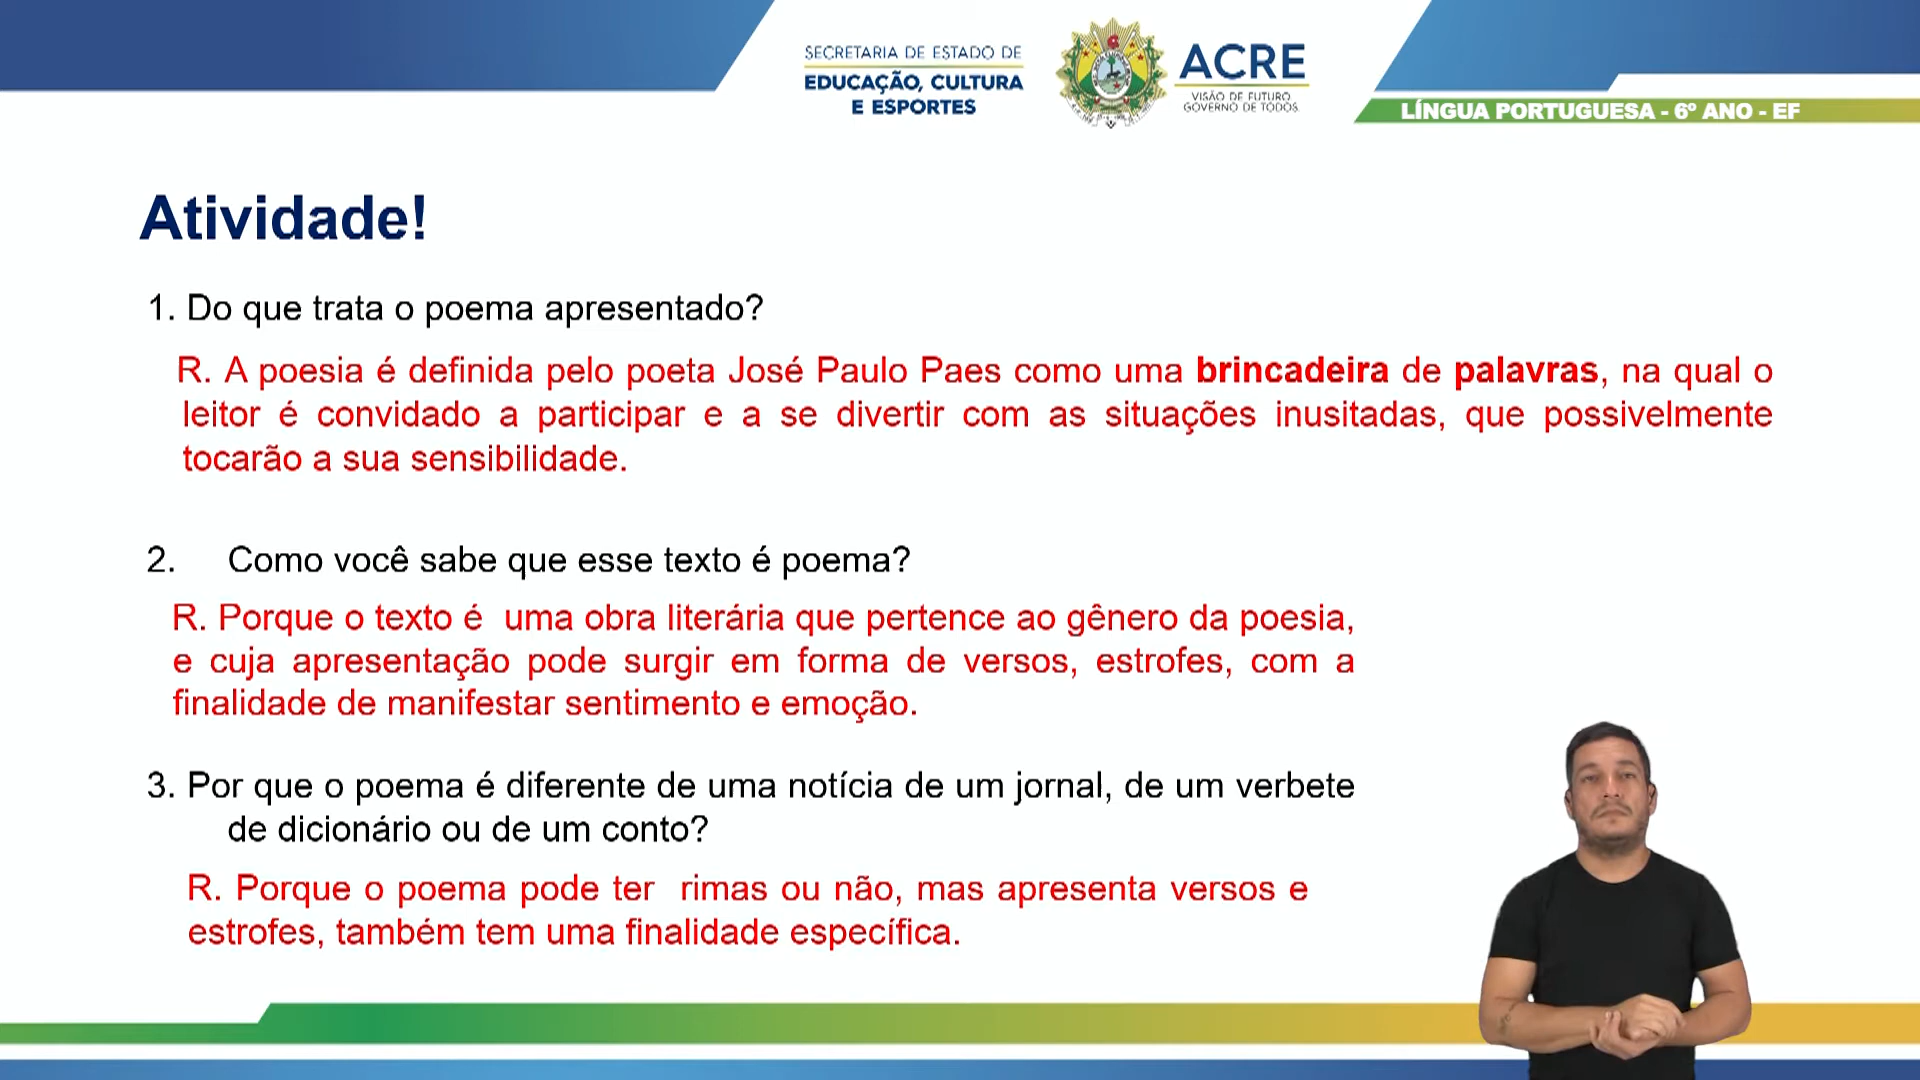 SECRETARIA DE ESTADO DE
EDUCAÇÃO, CULTURA
E ESPORTES
ACRE
VISÃO DE FUTURO
GOVERNO DE TODOS
LÍNGUA PORTUGUESA - 6º ANO - EF
Atividade!
1. Do que trata o poema apresentado?
R. A poesia é definida pelo poeta José Paulo Paes como uma brincadeira de palavras, na qual o
leitor é convidado a participar e a se divertir com as situações inusitadas, que possivelmente
tocarão a sua sensibilidade.
2. Como você sabe que esse texto é poema?
R. Porque o texto é uma obra literária que pertence ao gênero da poesia,
e cuja apresentação pode surgir em forma de versos, estrofes, com a
finalidade de manifestar sentimento e emoção.
3. Por que o poema é diferente de uma notícia de um jornal, de um verbete
de dicionário ou de um conto?
R. Porque o poema pode ter rimas ou não, mas apresenta versos e
estrofes, também tem uma finalidade específica.